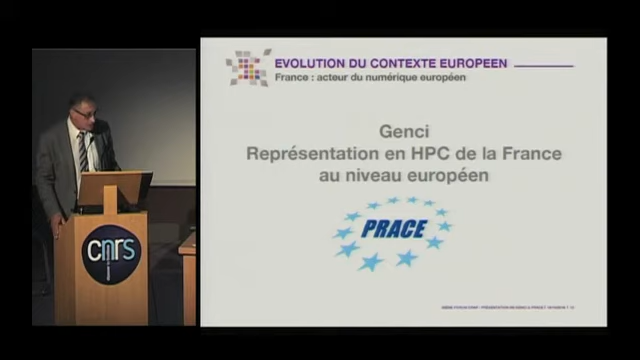 EVOLUTION DU CONTEXTE EUROPEEN
France : acteur du numérique européen
Genci
Représentation en HPC de la France
au niveau européen
PRACE
cnrs